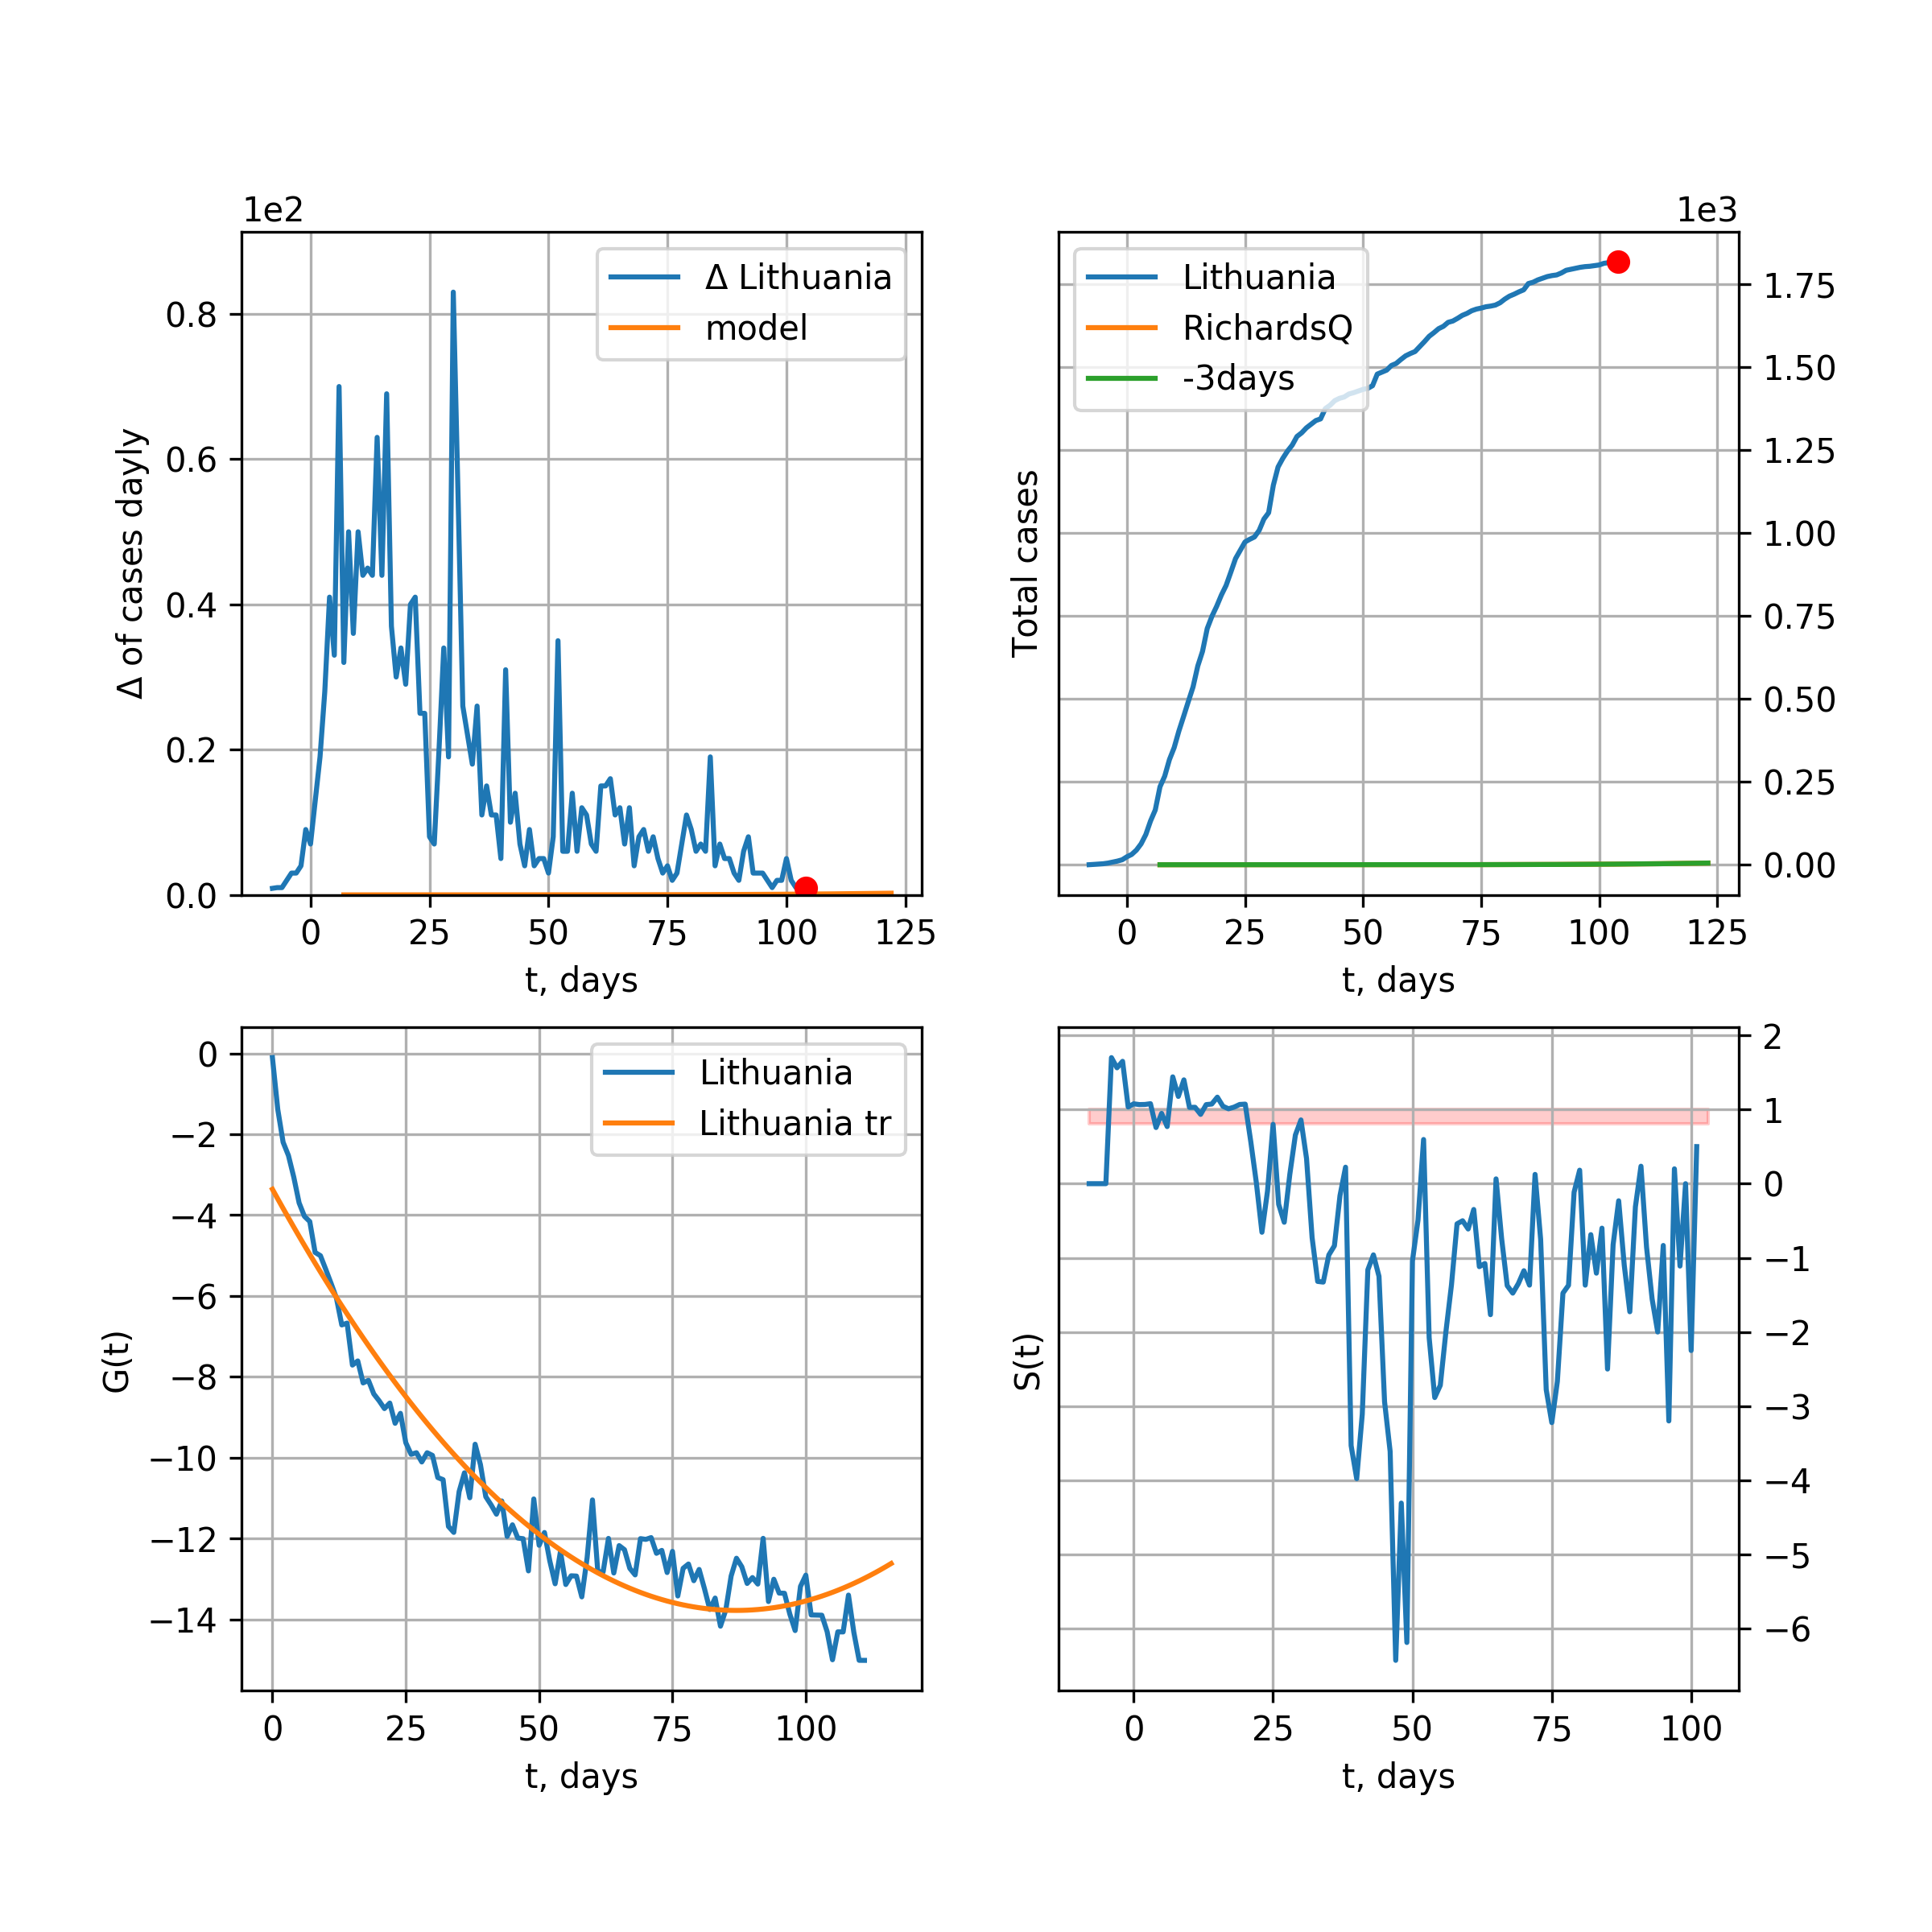 1e2
Δ of cases dayly
0.8
0.6
0.4
0.2
0.0
Δ Lithuania
model
0 25 50 75 100 125
t, days
1e3
Total cases
Lithuania
RichardsQ
-3days
1.75
1.50
1.25
1.00
0.75
0.50
0.25
0.00
0 25 50 75 100 125
t, days
G(t)
0
−2
−4
−6
−8
−10
−12
−14
Lithuania
Lithuania tr
0 25 50 75 100
t, days
S(t)
2
1
0
−1
−2
−3
−4
−5
−6
0 25 50 75 100
t, days